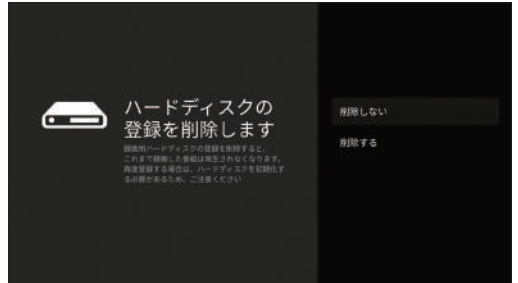 ハードディスクの
登録を削除します
録画用ハードディスクの登録を削除すると、
これまで録画した番組は再生されなくなります。
再度登録する場合は、ハードディスクを初期化す
る必要があるため、ご注意ください
削除しない
削除する